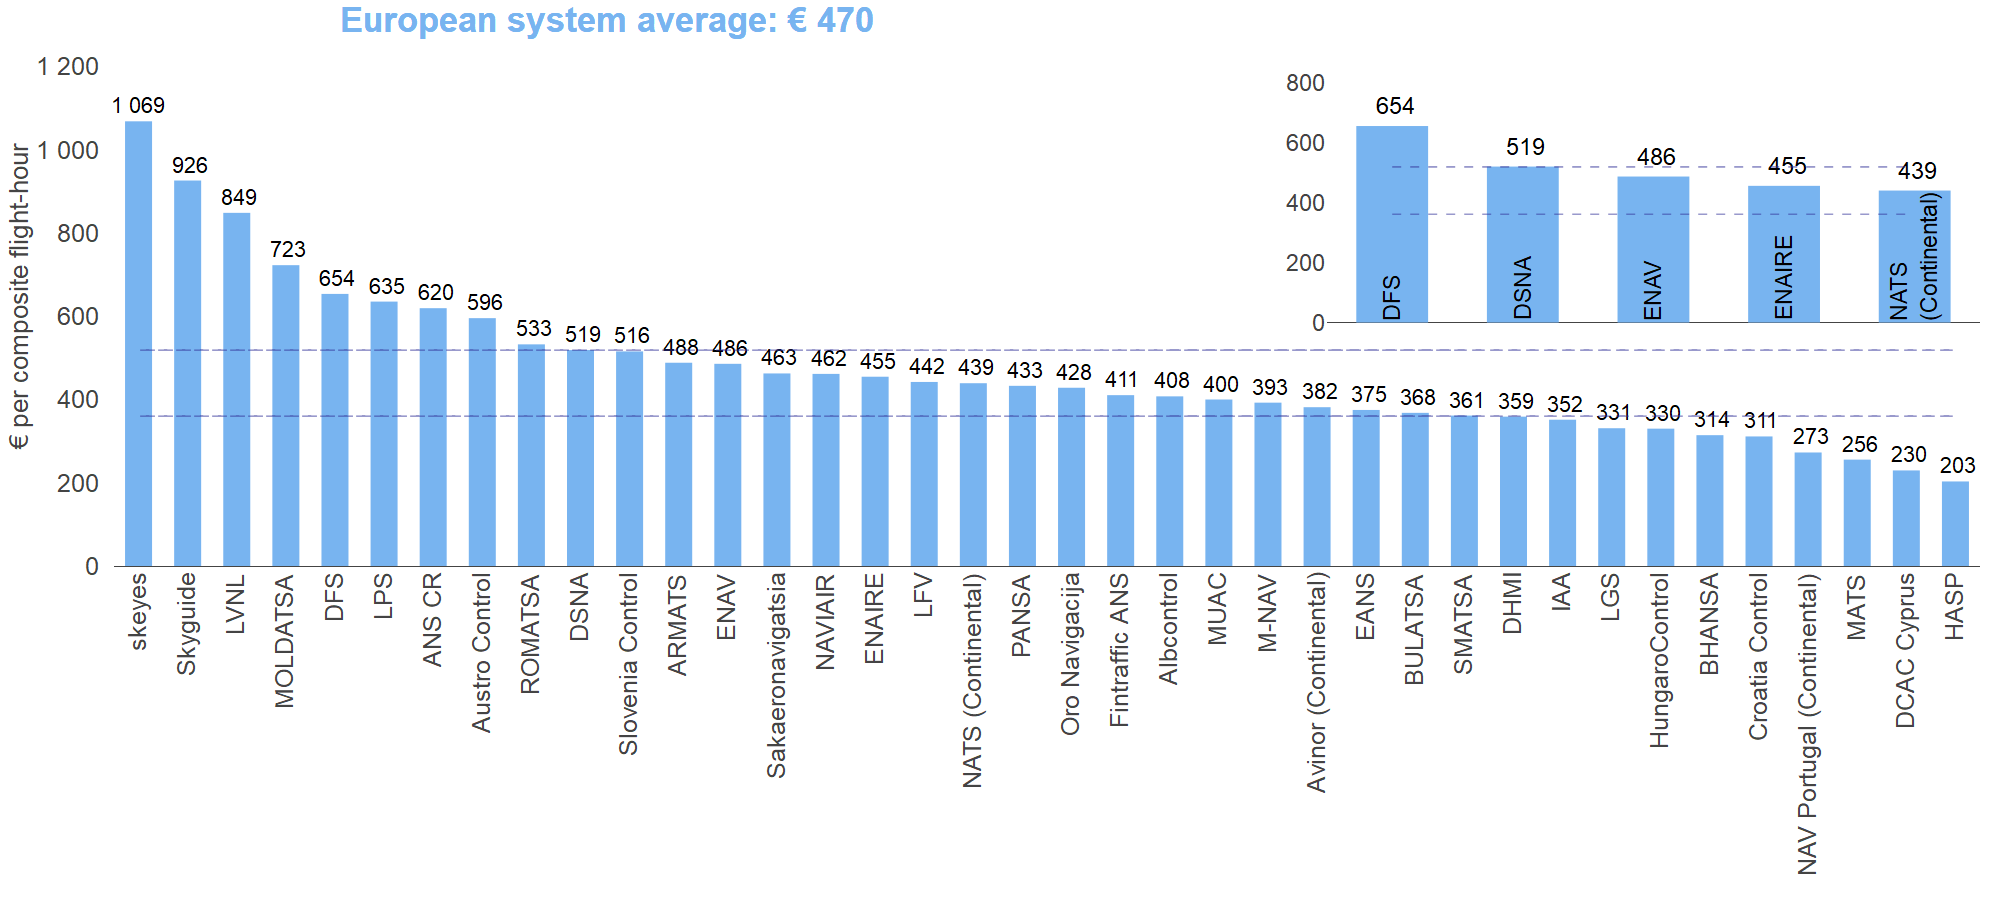 European system average: € 470
€ per composite flight-hour
1 200
1 000
800
600
400
200
0
1 069
926
849
723
654
635
620
596
533
519
516
488
486
463
462
455
442
439
433
428
411
408
400
393
382
375
368
361
359
352
331
330
314
311
273
256
230
203
skeyes
Skyguide
LVNL
MOLDATSA
DFS
LPS
ANS CR
Austro Control
ROMATSA
DSNA
Slovenia Control
ARMATS
ENAV
Sakaeronavigatsia
NAVIAIR
ENAIRE
LFV
NATS (Continental)
PANSA
Oro Navigacija
Fintraffic ANS
Albcontrol
MUAC
M-NAV
Avinor (Continental)
EANS
BULATSA
SMATSA
DHMI
IAA
LGS
HungaroControl
BHANSA
Croatia Control
NAV Portugal (Continental)
MATS
DCAC Cyprus
HASP
800
600
400
200
0
654
519
486
455
439
DFS
DSNA
ENAV
ENAIRE
NATS
(Continental)